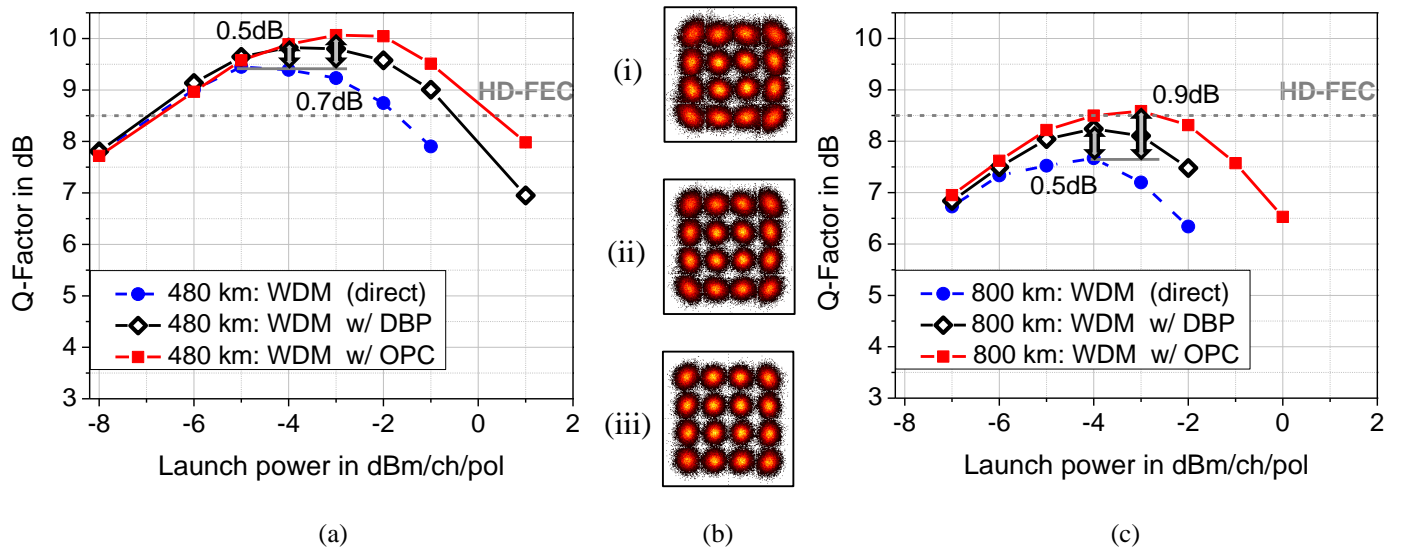 10
9
8
7
6
5
4
3
Q-Factor in dB
0.5dB
0.7dB
HD-FEC
480 km: WDM (direct)
480 km: WDM w/ DBP
480 km: WDM w/ OPC
-8 -6 -4 -2 0 2
Launch power in dBm/ch/pol
(a)
(i)
(ii)
(iii)
(b)
10
9
8
7
6
5
4
3
Q-Factor in dB
0.9dB
HD-FEC
0.5dB
800 km: WDM (direct)
800 km: WDM w/ DBP
800 km: WDM w/ OPC
-8 -6 -4 -2 0 2
Launch power in dBm/ch/pol
(c)